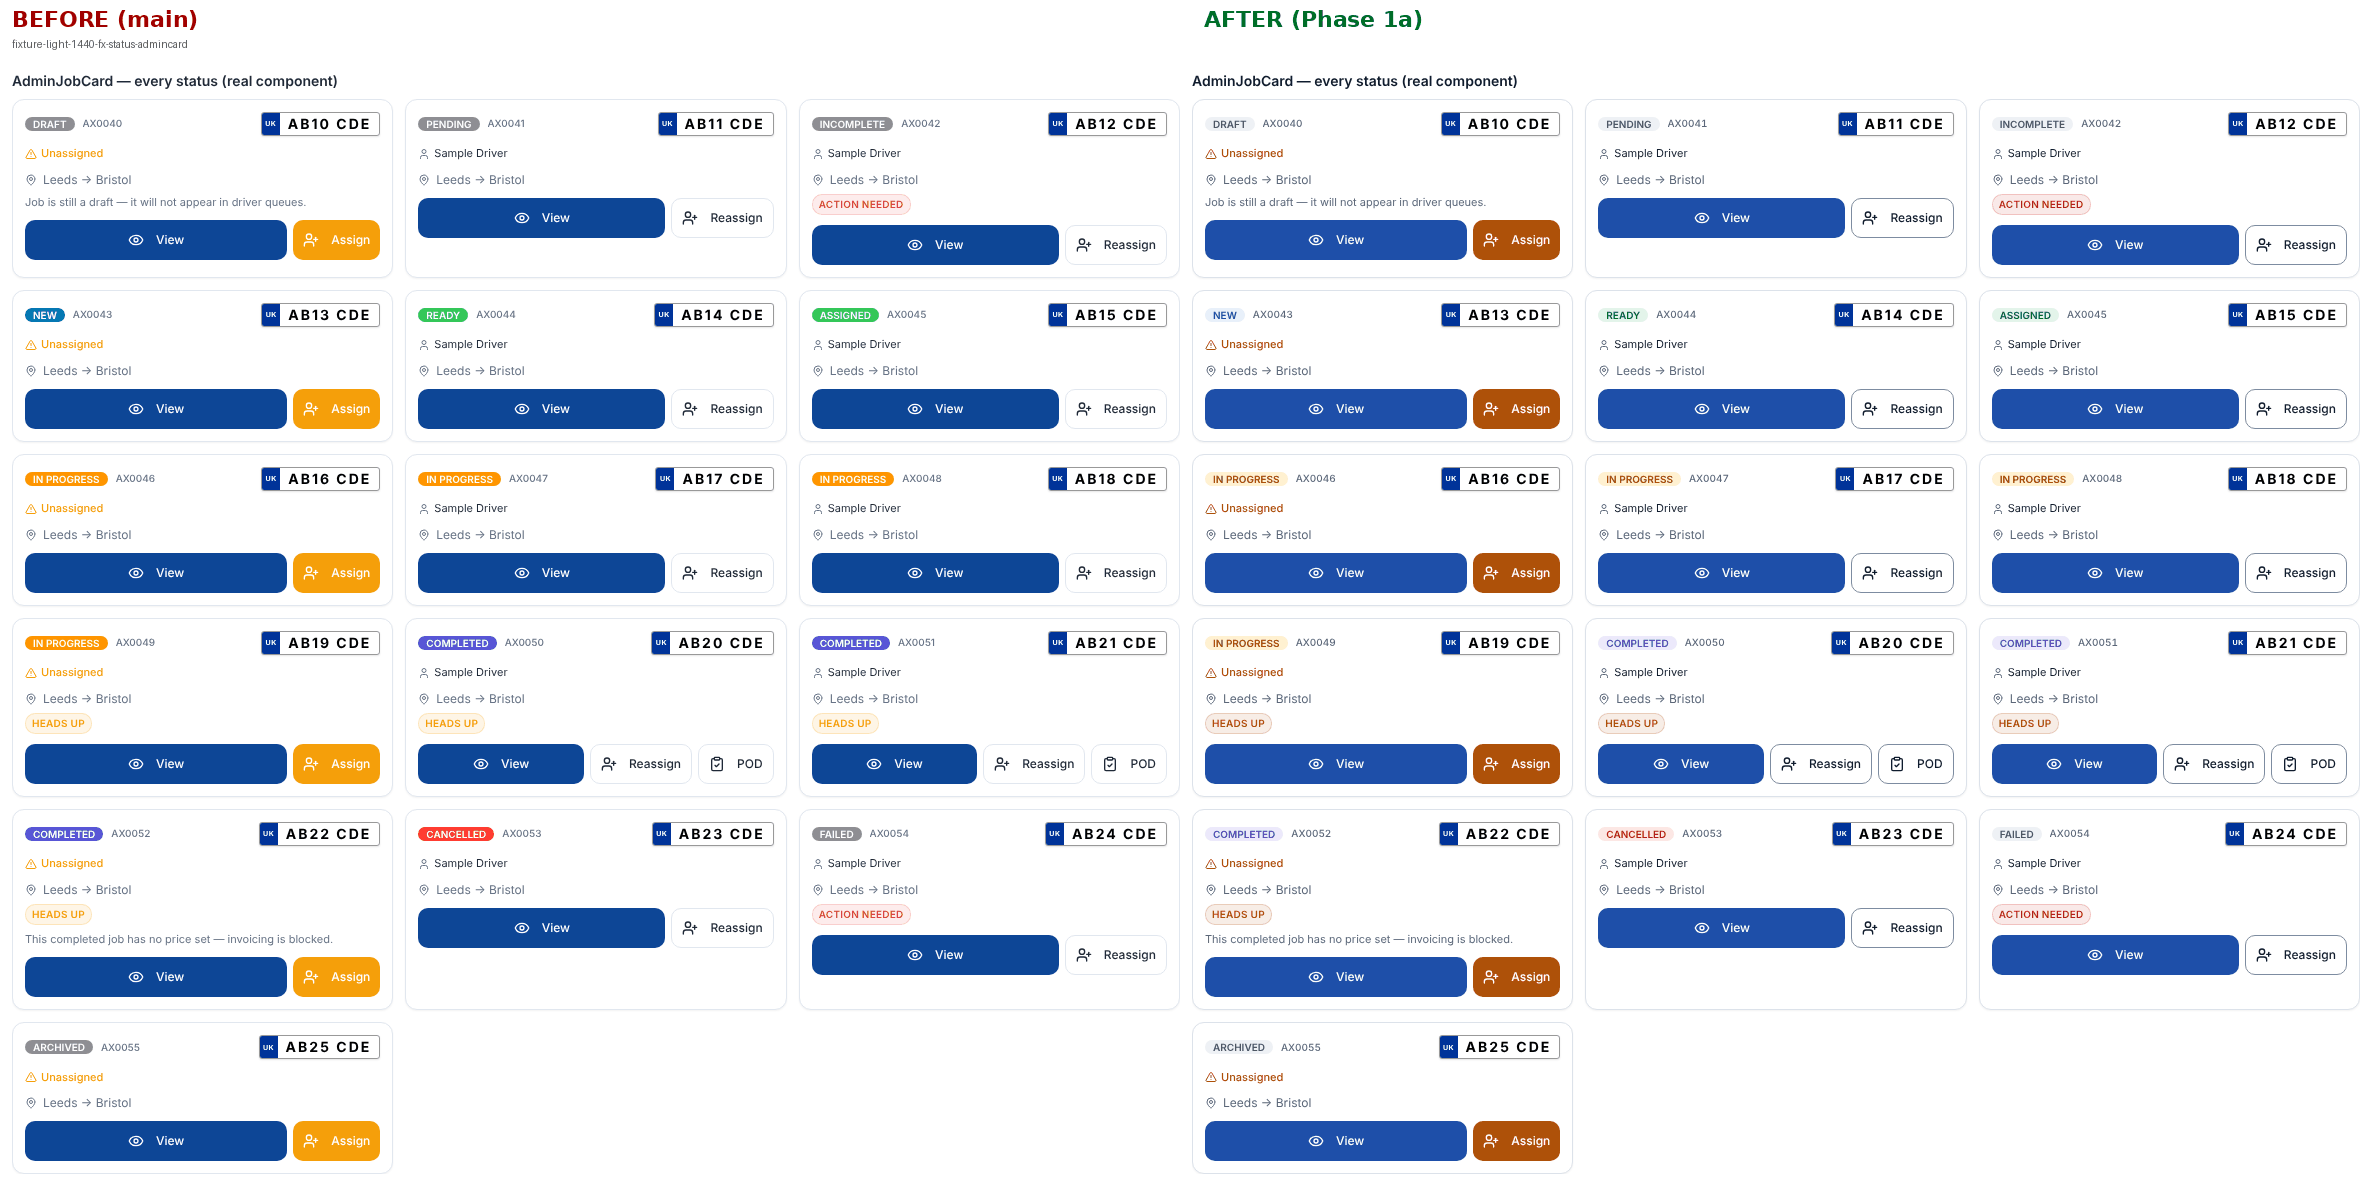 BEFORE (main)
AFTER (Phase 1a)
fixture-light-1440-fx-status-admincard
AdminJobCard — every status (real component)
AdminJobCard — every status (real component)
DRAFT AX0040 UK AB10 CDE
Unassigned
Leeds → Bristol
Job is still a draft — it will not appear in driver queues.
View Assign
PENDING AX0041 UK AB11 CDE
Sample Driver
Leeds → Bristol
View Reassign
INCOMPLETE AX0042 UK AB12 CDE
Sample Driver
Leeds → Bristol
ACTION NEEDED
View Reassign
DRAFT AX0040 UK AB10 CDE
Unassigned
Leeds → Bristol
Job is still a draft — it will not appear in driver queues.
View Assign
PENDING AX0041 UK AB11 CDE
Sample Driver
Leeds → Bristol
View Reassign
INCOMPLETE AX0042 UK AB12 CDE
Sample Driver
Leeds → Bristol
ACTION NEEDED
View Reassign
NEW AX0043 UK AB13 CDE
Unassigned
Leeds → Bristol
View Assign
READY AX0044 UK AB14 CDE
Sample Driver
Leeds → Bristol
View Reassign
ASSIGNED AX0045 UK AB15 CDE
Sample Driver
Leeds → Bristol
View Reassign
NEW AX0043 UK AB13 CDE
Unassigned
Leeds → Bristol
View Assign
READY AX0044 UK AB14 CDE
Sample Driver
Leeds → Bristol
View Reassign
ASSIGNED AX0045 UK AB15 CDE
Sample Driver
Leeds → Bristol
View Reassign
IN PROGRESS AX0046 UK AB16 CDE
Unassigned
Leeds → Bristol
View Assign
IN PROGRESS AX0047 UK AB17 CDE
Sample Driver
Leeds → Bristol
View Reassign
IN PROGRESS AX0048 UK AB18 CDE
Sample Driver
Leeds → Bristol
View Reassign
IN PROGRESS AX0046 UK AB16 CDE
Unassigned
Leeds → Bristol
View Assign
IN PROGRESS AX0047 UK AB17 CDE
Sample Driver
Leeds → Bristol
View Reassign
IN PROGRESS AX0048 UK AB18 CDE
Sample Driver
Leeds → Bristol
View Reassign
IN PROGRESS AX0049 UK AB19 CDE
Unassigned
Leeds → Bristol
HEADS UP
View Assign
COMPLETED AX0050 UK AB20 CDE
Sample Driver
Leeds → Bristol
HEADS UP
View Reassign POD
COMPLETED AX0051 UK AB21 CDE
Sample Driver
Leeds → Bristol
HEADS UP
View Reassign POD
IN PROGRESS AX0049 UK AB19 CDE
Unassigned
Leeds → Bristol
HEADS UP
View Assign
COMPLETED AX0050 UK AB20 CDE
Sample Driver
Leeds → Bristol
HEADS UP
View Reassign POD
COMPLETED AX0051 UK AB21 CDE
Sample Driver
Leeds → Bristol
HEADS UP
View Reassign POD
COMPLETED AX0052 UK AB22 CDE
Unassigned
Leeds → Bristol
HEADS UP
This completed job has no price set — invoicing is blocked.
View Assign
CANCELLED AX0053 UK AB23 CDE
Sample Driver
Leeds → Bristol
View Reassign
FAILED AX0054 UK AB24 CDE
Sample Driver
Leeds → Bristol
ACTION NEEDED
View Reassign
COMPLETED AX0052 UK AB22 CDE
Unassigned
Leeds → Bristol
HEADS UP
This completed job has no price set — invoicing is blocked.
View Assign
CANCELLED AX0053 UK AB23 CDE
Sample Driver
Leeds → Bristol
View Reassign
FAILED AX0054 UK AB24 CDE
Sample Driver
Leeds → Bristol
ACTION NEEDED
View Reassign
ARCHIVED AX0055 UK AB25 CDE
Unassigned
Leeds → Bristol
View Assign
ARCHIVED AX0055 UK AB25 CDE
Unassigned
Leeds → Bristol
View Assign